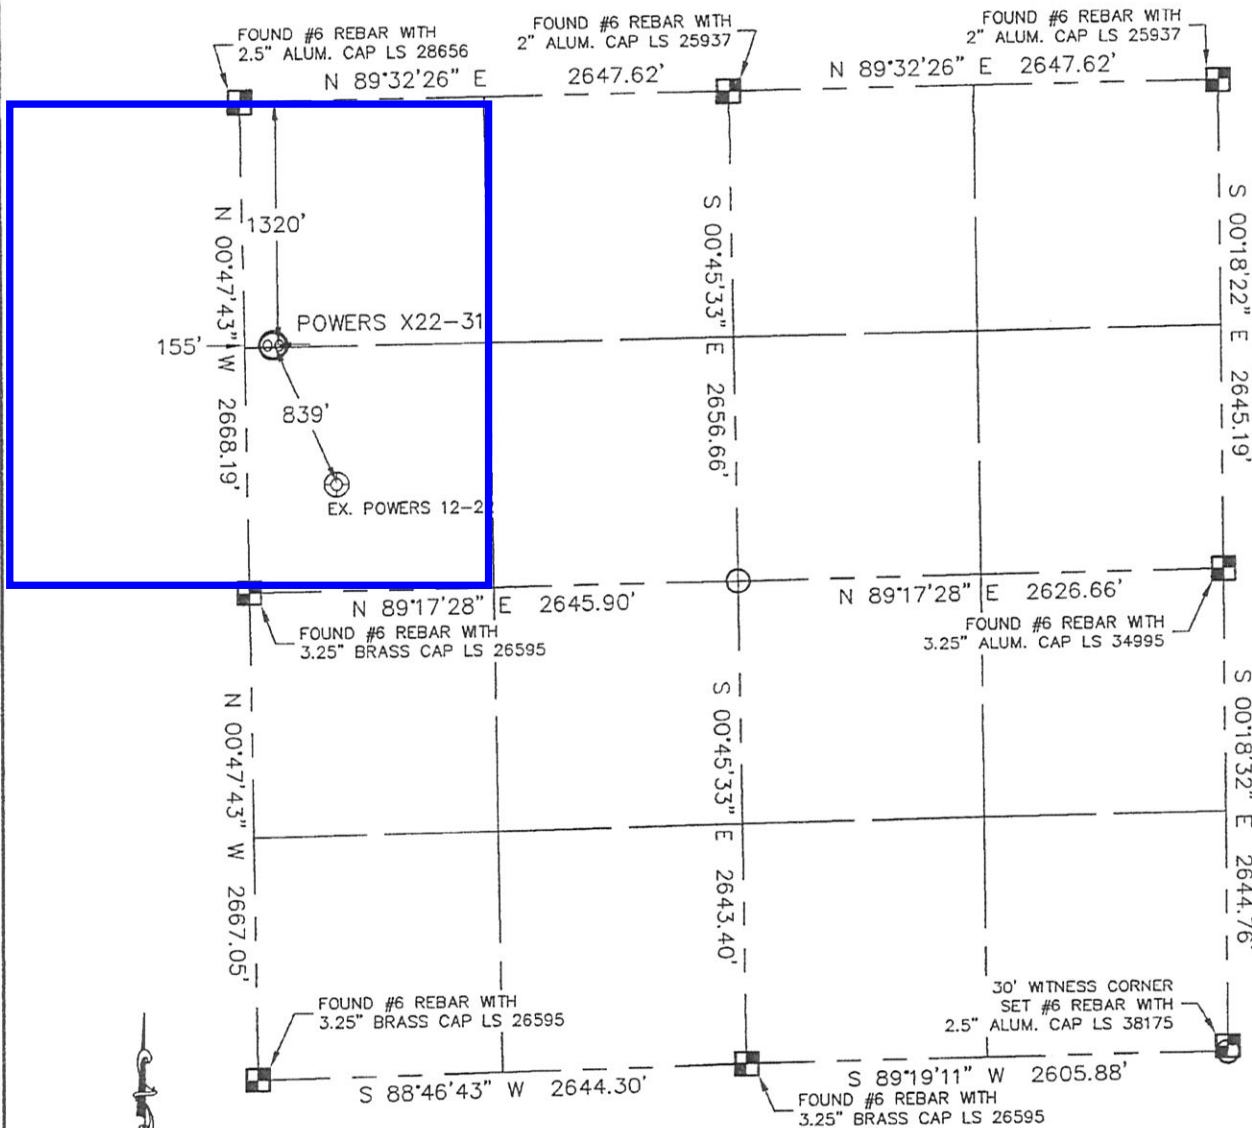 FOUND #6 REBAR WITH
2.5" ALUM. CAP LS 28656
FOUND #6 REBAR WITH
2" ALUM. CAP LS 25937
FOUND #6 REBAR WITH
2" ALUM. CAP LS 25937
N 89°32'26" E 2647.62'
N 89°32'26" E 2647.62'
N 00°47'43" W 2668.19'
1320'
S 00°45'33" E 2656.66'
S 00°18'22" E 2645.19'
POWERS X22-31
155'
839'
EX. POWERS 12-2
N 89°17'28" E 2645.90'
N 89°17'28" E 2626.66'
FOUND #6 REBAR WITH
3.25" BRASS CAP LS 26595
FOUND #6 REBAR WITH
3.25" ALUM. CAP LS 34995
N 00°47'43" W 2667.05'
S 00°45'33" E 2643.40'
S 00°18'32" E 2644.76'
FOUND #6 REBAR WITH
3.25" BRASS CAP LS 26595
30' WITNESS CORNER
SET #6 REBAR WITH
2.5" ALUM. CAP LS 38175
S 88°46'43" W 2644.30'
S 89°19'11" W 2605.88'
FOUND #6 REBAR WITH
3.25" BRASS CAP LS 26595